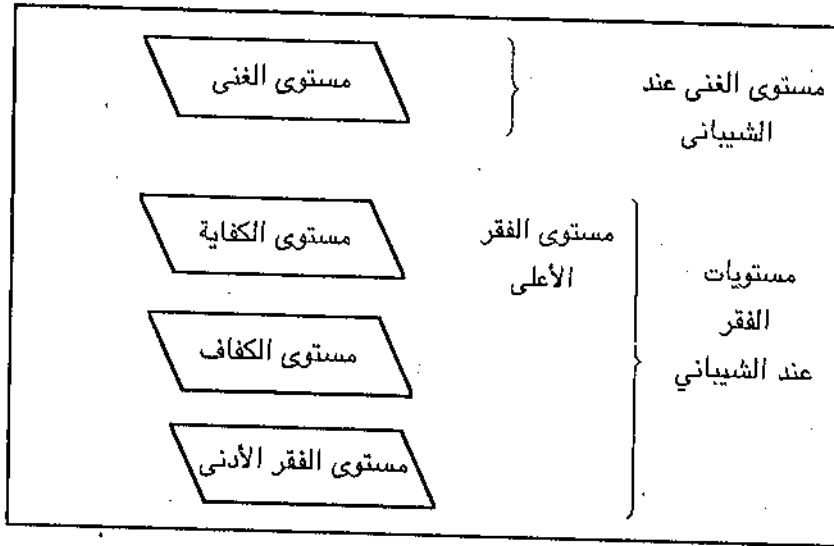 مستوى الغنى عند
الشيبانى
مستوى الغنى
مستويات
الفقر
عند الشيباني
مستوى الفقر
الأعلى
مستوى الكفاية
مستوى الكفاف
مستوى الفقر الأدنى